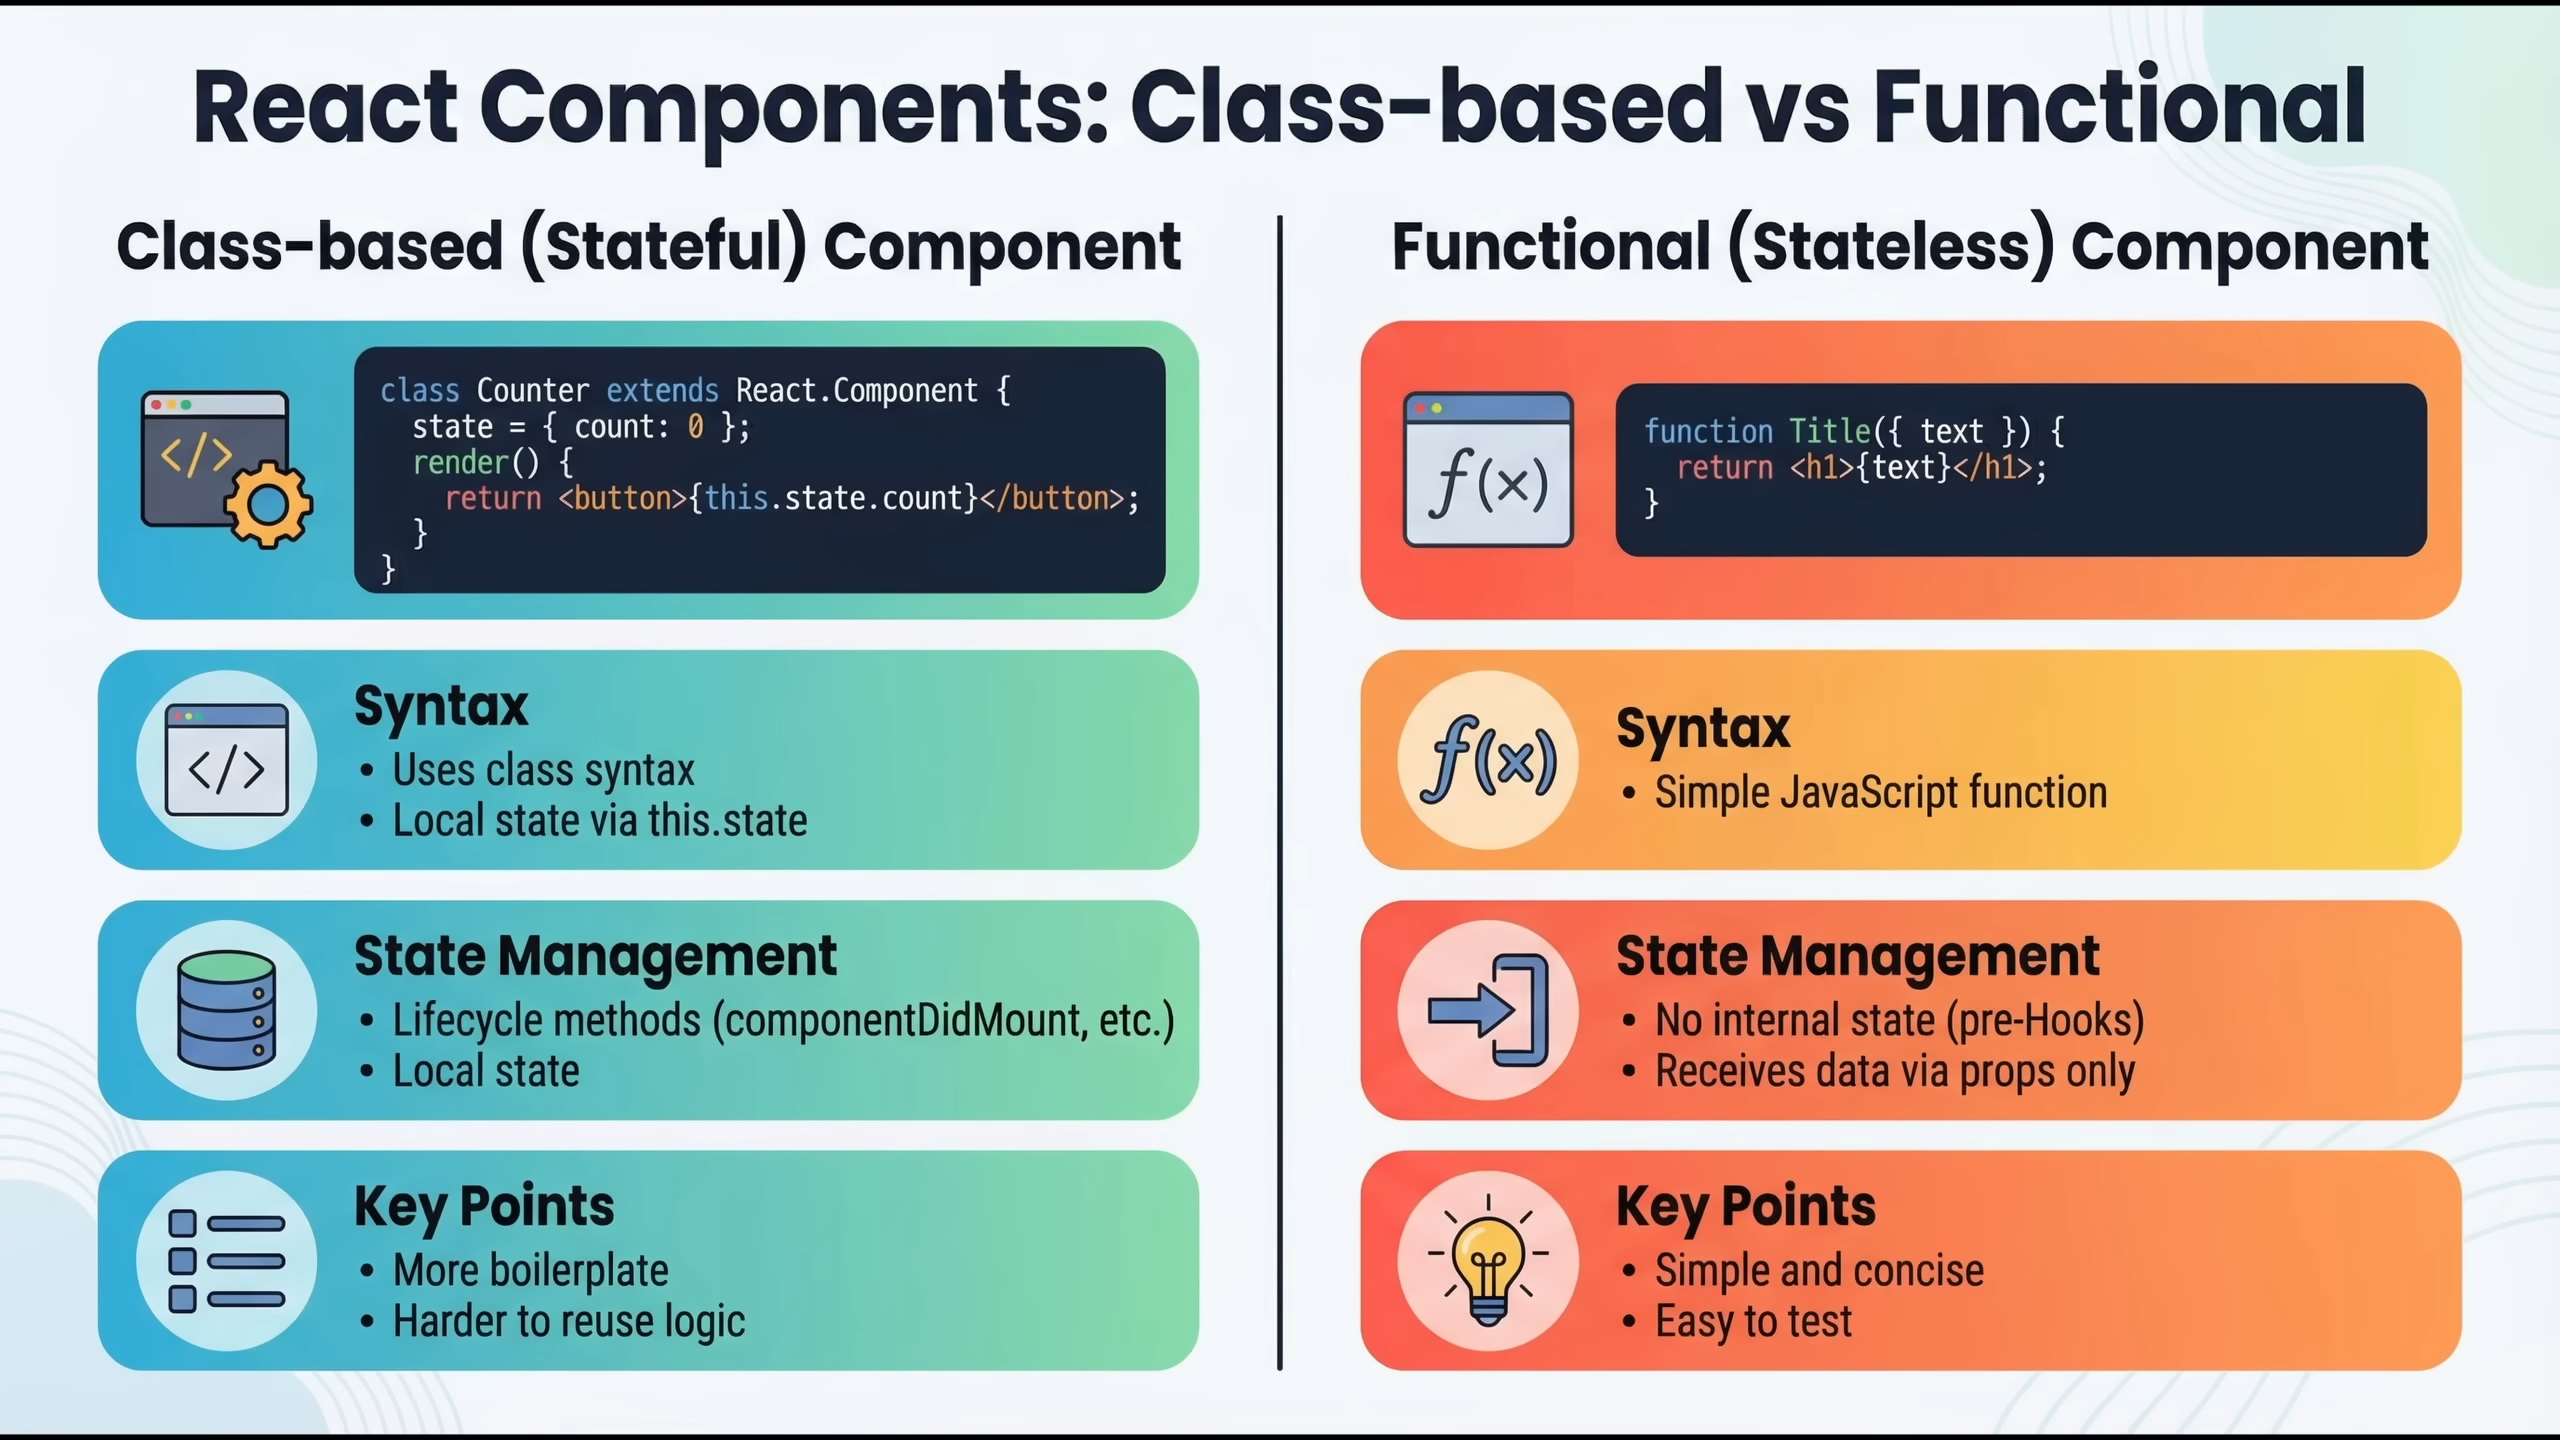 React Components: Class-based vs Functional
Class-based (Stateful) Component
</>
class Counter extends React.Component {
  state = { count: 0 };
  render() {
    return <button>{this.state.count}</button>;
  }
}
</>
Syntax
• Uses class syntax
• Local state via this.state
State Management
• Lifecycle methods (componentDidMount, etc.)
• Local state
Key Points
• More boilerplate
• Harder to reuse logic
Functional (Stateless) Component
f(x)
function Title({ text }) {
  return <h1>{text}</h1>;
}
f(x)
Syntax
• Simple JavaScript function
State Management
• No internal state (pre-Hooks)
• Receives data via props only
Key Points
• Simple and concise
• Easy to test